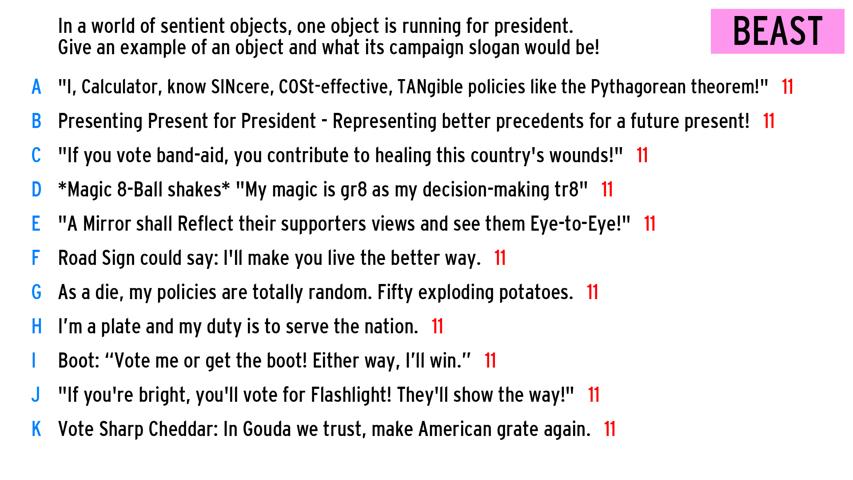 In a world of sentient objects, one object is running for president.
Give an example of an object and what its campaign slogan would be!
BEAST
A "I, Calculator, know SINcere, COSt-effective, TANgible policies like the Pythagorean theorem!" 11
B Presenting Present for President - Representing better precedents for a future present! 11
C "If you vote band-aid, you contribute to healing this country's wounds!" 11
D *Magic 8-Ball shakes* "My magic is gr8 as my decision-making tr8" 11
E "A Mirror shall Reflect their supporters views and see them Eye-to-Eye!" 11
F Road Sign could say: I'll make you live the better way. 11
G As a die, my policies are totally random. Fifty exploding potatoes. 11
H I’m a plate and my duty is to serve the nation. 11
I Boot: “Vote me or get the boot! Either way, I’ll win.” 11
J "If you're bright, you'll vote for Flashlight! They'll show the way!" 11
K Vote Sharp Cheddar: In Gouda we trust, make American grate again. 11